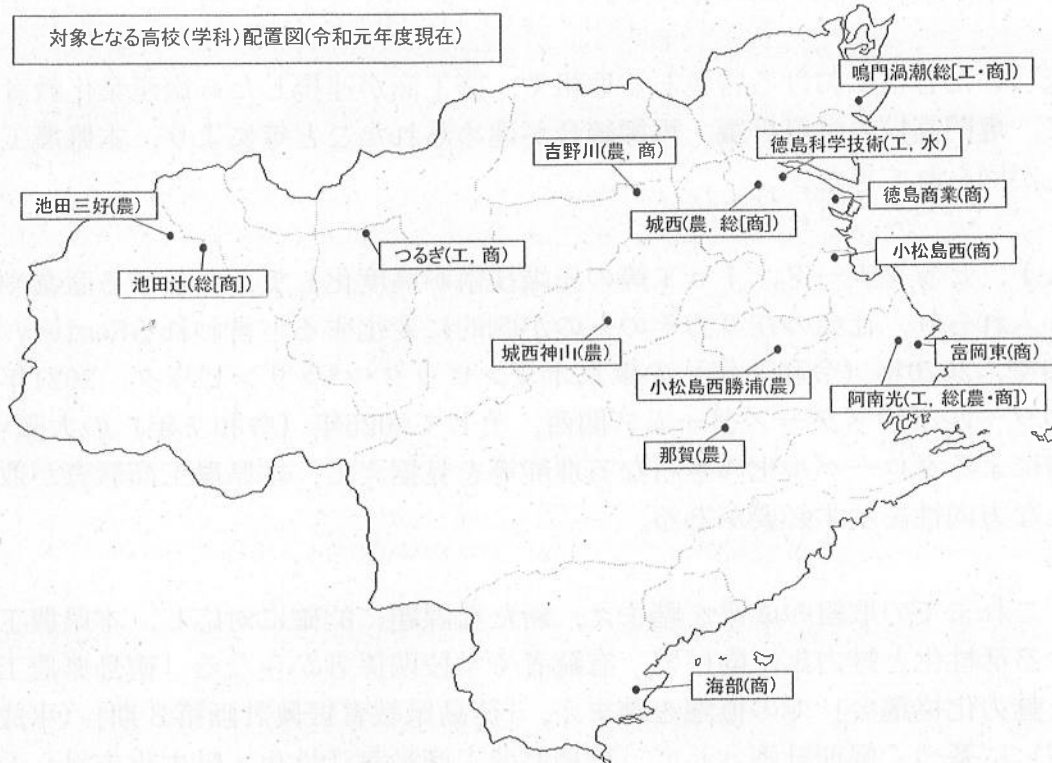 対象となる高校(学科)配置図(令和元年度現在)
鳴門渦潮(総[工・商])
徳島科学技術(工, 水)
吉野川(農, 商)
徳島商業(商)
池田三好(農)
城西(農, 総[商])
小松島西(商)
つるぎ(工, 商)
池田辻(総[商])
城西神山(農)
富岡東(商)
小松島西勝浦(農)
阿南光(工, 総[農・商])
那賀(農)
海部(商)